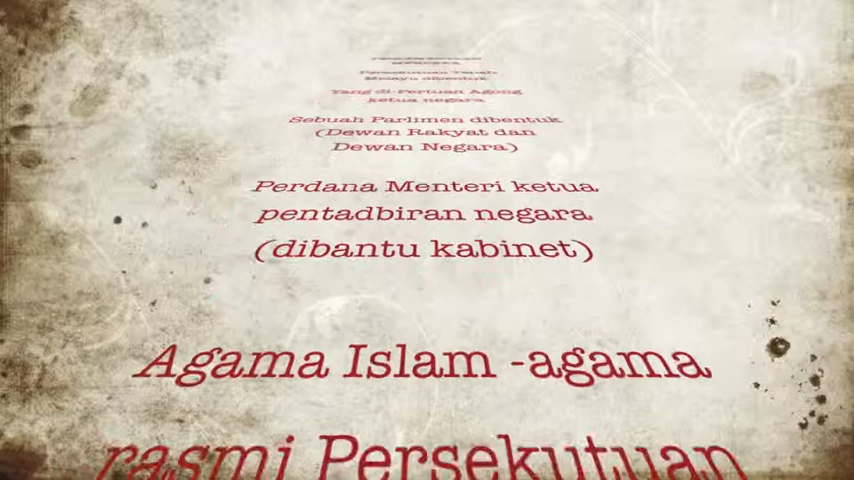 Persekutuan Tanah
Melayu dibentuk
Yang di-Pertuan Agong
ketua negara
Sebuah Parlimen dibentuk
(Dewan Rakyat dan
Dewan Negara)
Perdana Menteri ketua
pentadbiran negara
(dibantu kabinet)
Agama Islam -agama
rasmi Persekutuan